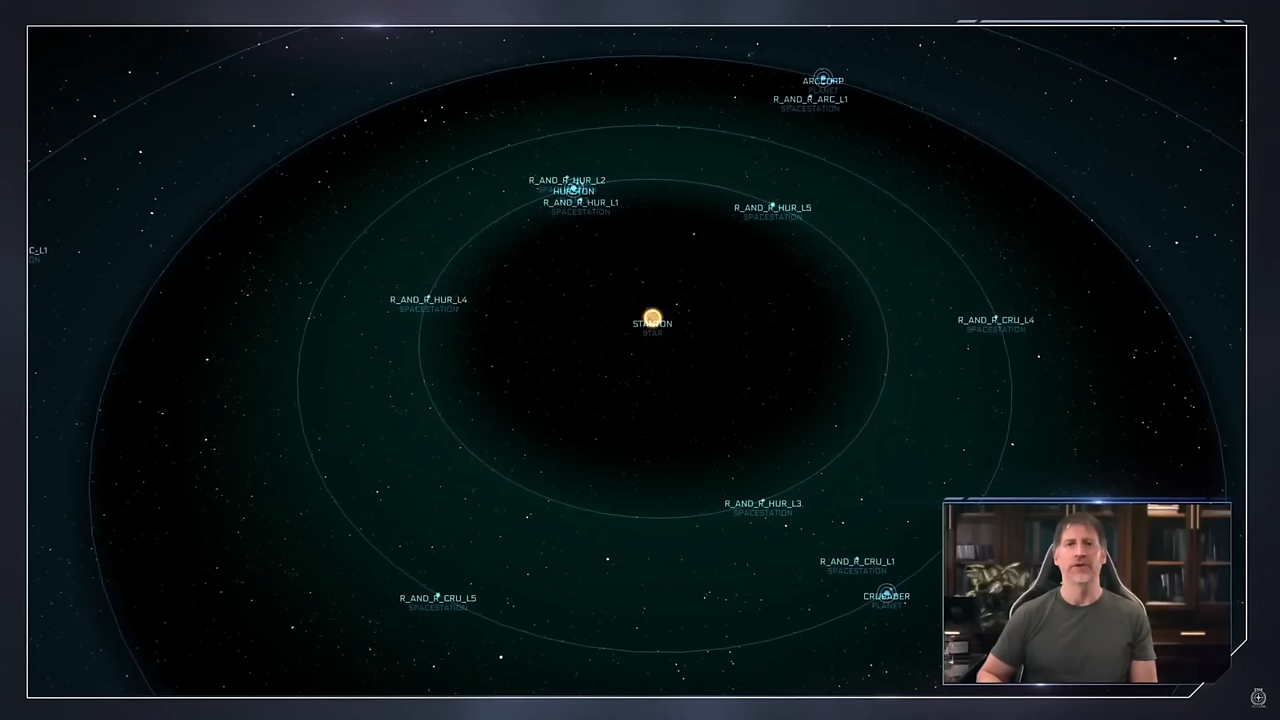 ARCCORP
PLANET
R_AND_R_ARC_L1
SPACESTATION
R_AND_R_HUR_L2
HURSTON
R_AND_R_HUR_L1
SPACESTATION
R_AND_R_HUR_L5
SPACESTATION
C-L1
ON
R_AND_R_HUR_L4
SPACESTATION
STANTON
STAR
R_AND_R_CRU_L4
SPACESTATION
R_AND_R_HUR_L3
SPACESTATION
R_AND_R_CRU_L1
SPACESTATION
R_AND_R_CRU_L5
SPACESTATION
CRUSADER
PLANET